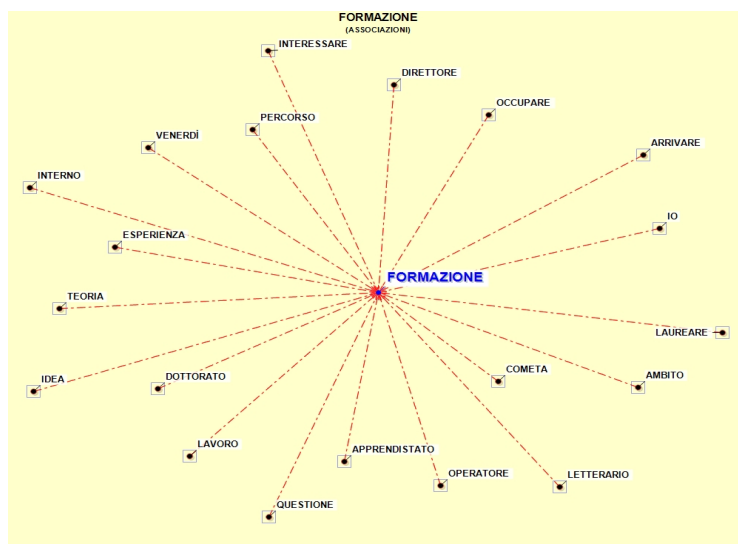 FORMAZIONE
(ASSOCIAZIONI)
INTERESSARE
DIRETTORE
OCCUPARE
PERCORSO
VENERDÌ
ARRIVARE
INTERNO
IO
ESPERIENZA
FORMAZIONE
TEORIA
LAUREARE
COMETA
AMBITO
IDEA
DOTTORATO
LAVORO
APPRENDISTATO
OPERATORE
LETTERARIO
QUESTIONE